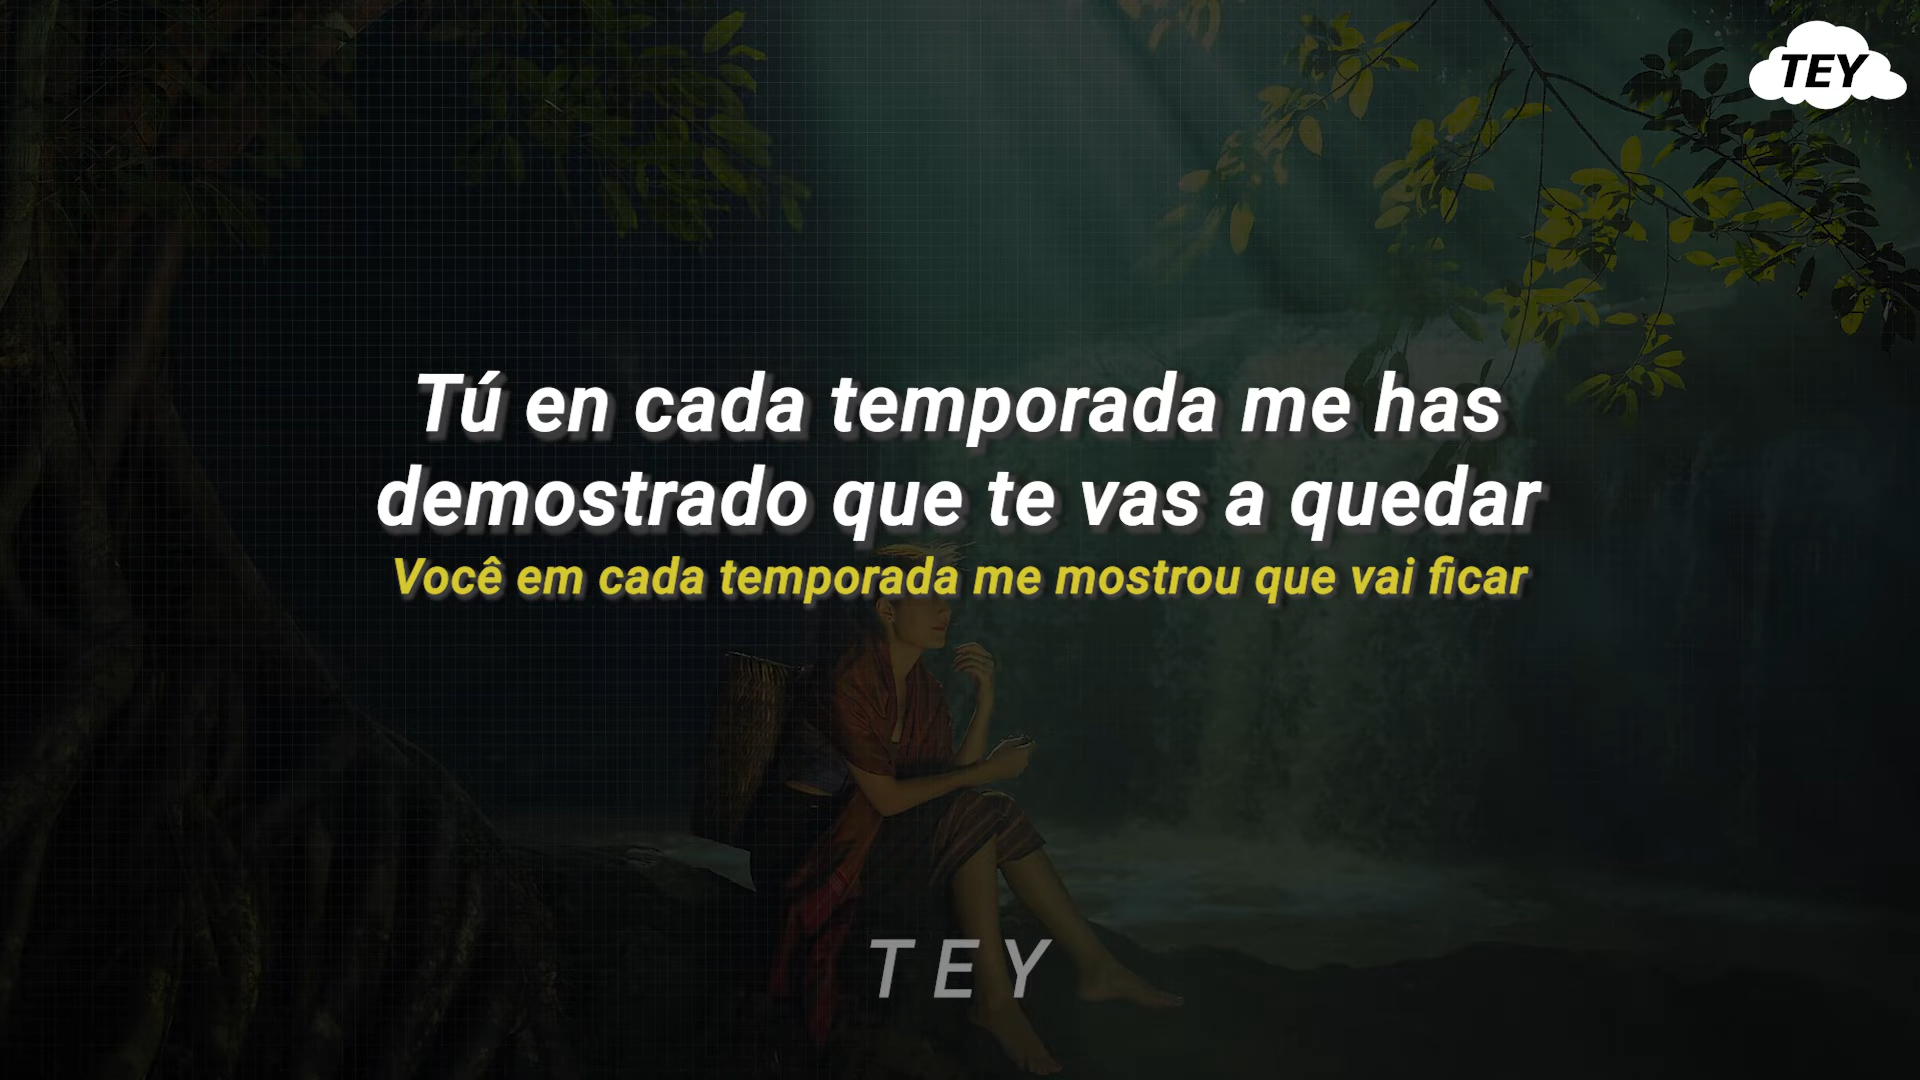 TEY
Tú en cada temporada me has
demostrado que te vas a quedar
Você em cada temporada me mostrou que vai ficar
TEY